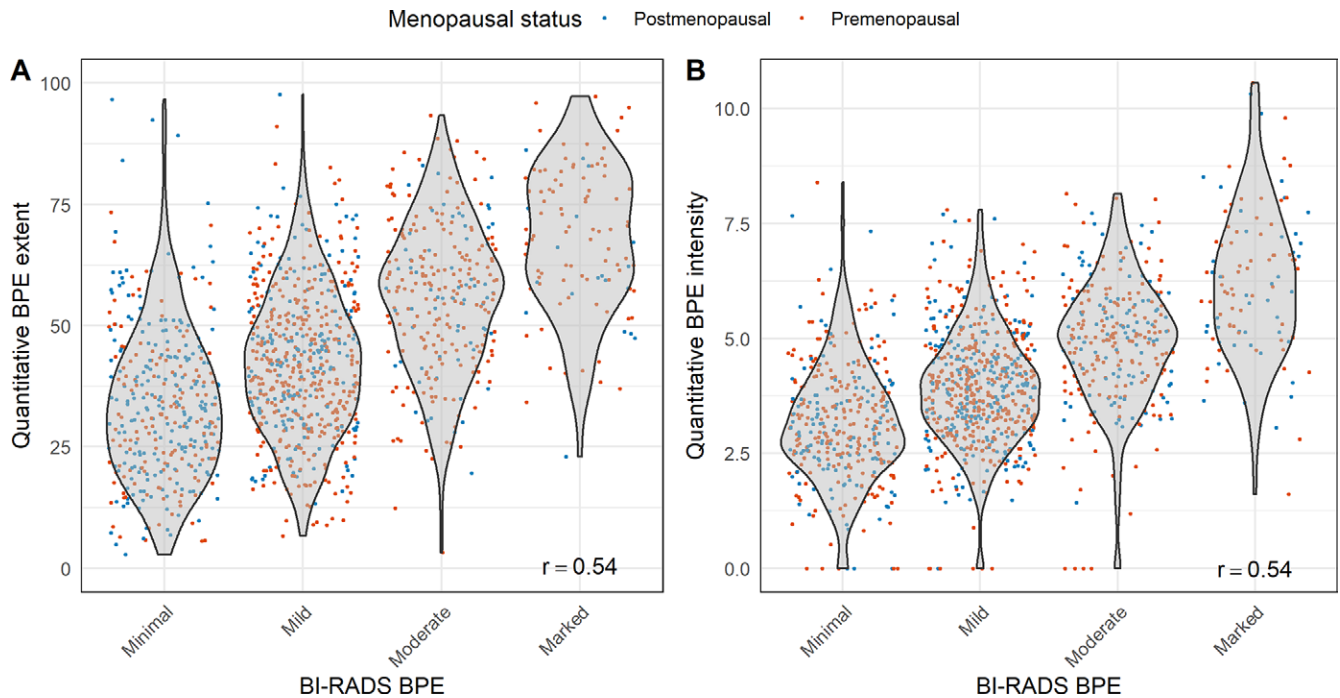 Menopausal status • Postmenopausal • Premenopausal
A
Quantitative BPE extent
100
75
50
25
0
r = 0.54
Minimal
Mild
Moderate
Marked
BI-RADS BPE
B
Quantitative BPE intensity
10.0
7.5
5.0
2.5
0.0
r = 0.54
Minimal
Mild
Moderate
Marked
BI-RADS BPE